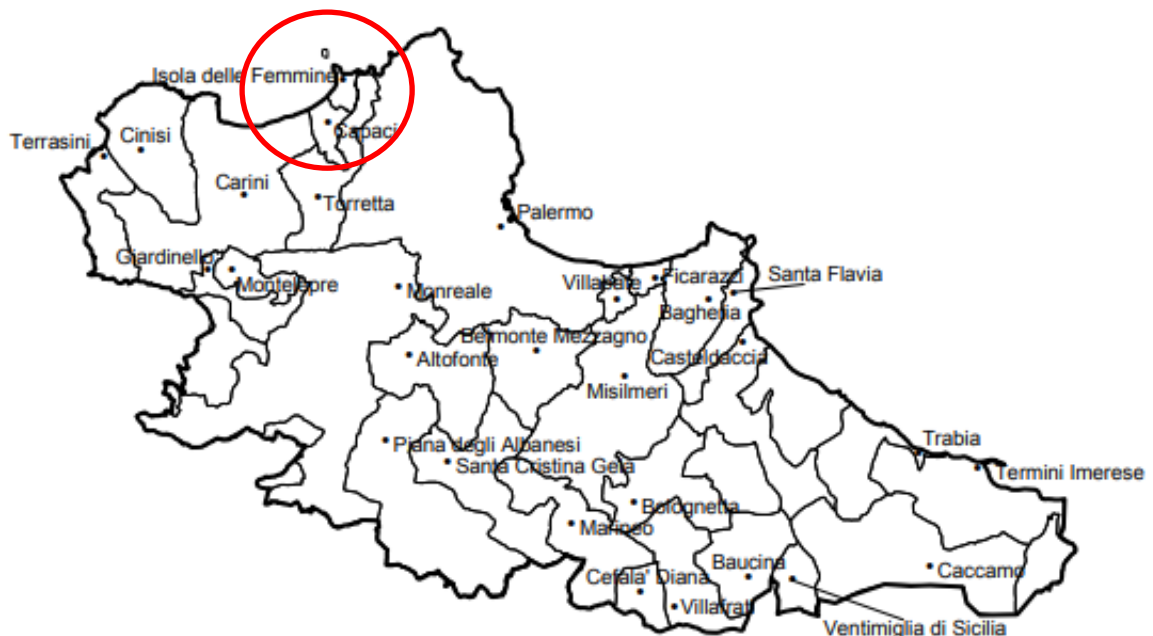 Isola delle Femmine
Capaci
Terrasini
Cinisi
Carini
Torretta
Palermo
Giardinello
Montelepre
Monreale
Villabate
Ficarazzi
Santa Flavia
Bagheria
Belmonte Mezzagno
Altofonte
Casteldaccia
Misilmeri
Piana degli Albanesi
Santa Cristina Gela
Trabia
Termini Imerese
Bolognetta
Marineo
Baucina
Caccamo
Cefala' Diana
Villafrati
Ventimiglia di Sicilia